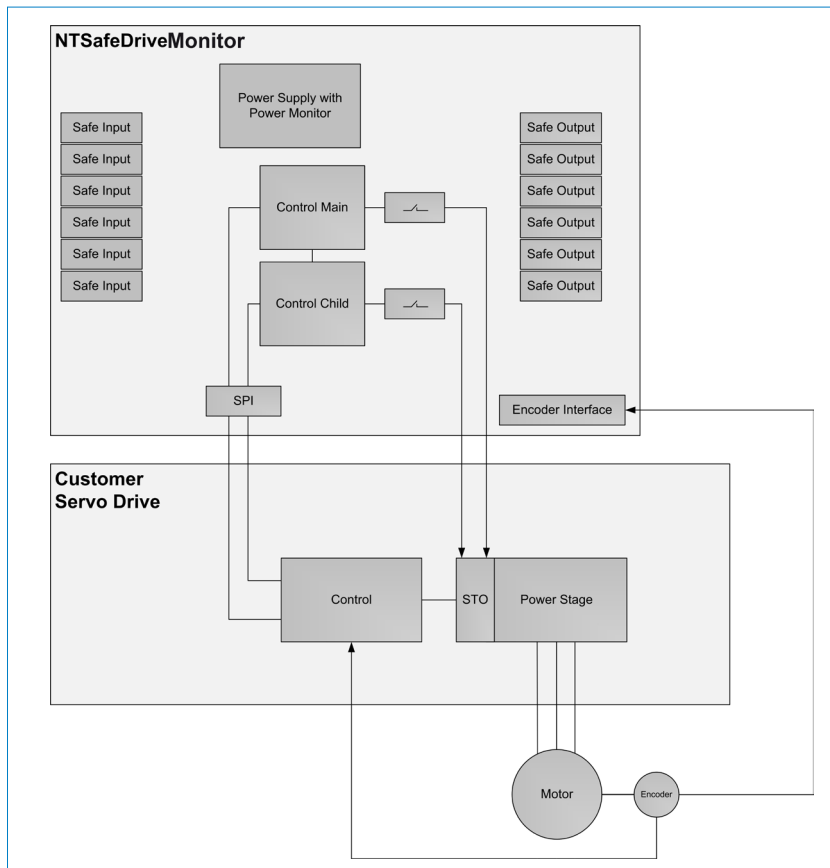 NTSafeDriveMonitor
Power Supply with
Power Monitor
Safe Input
Safe Input
Safe Input
Safe Input
Safe Input
Safe Input
Safe Output
Safe Output
Safe Output
Safe Output
Safe Output
Safe Output
Control Main
Control Child
SPI
Encoder Interface
Customer
Servo Drive
Control
STO
Power Stage
Motor
Encoder